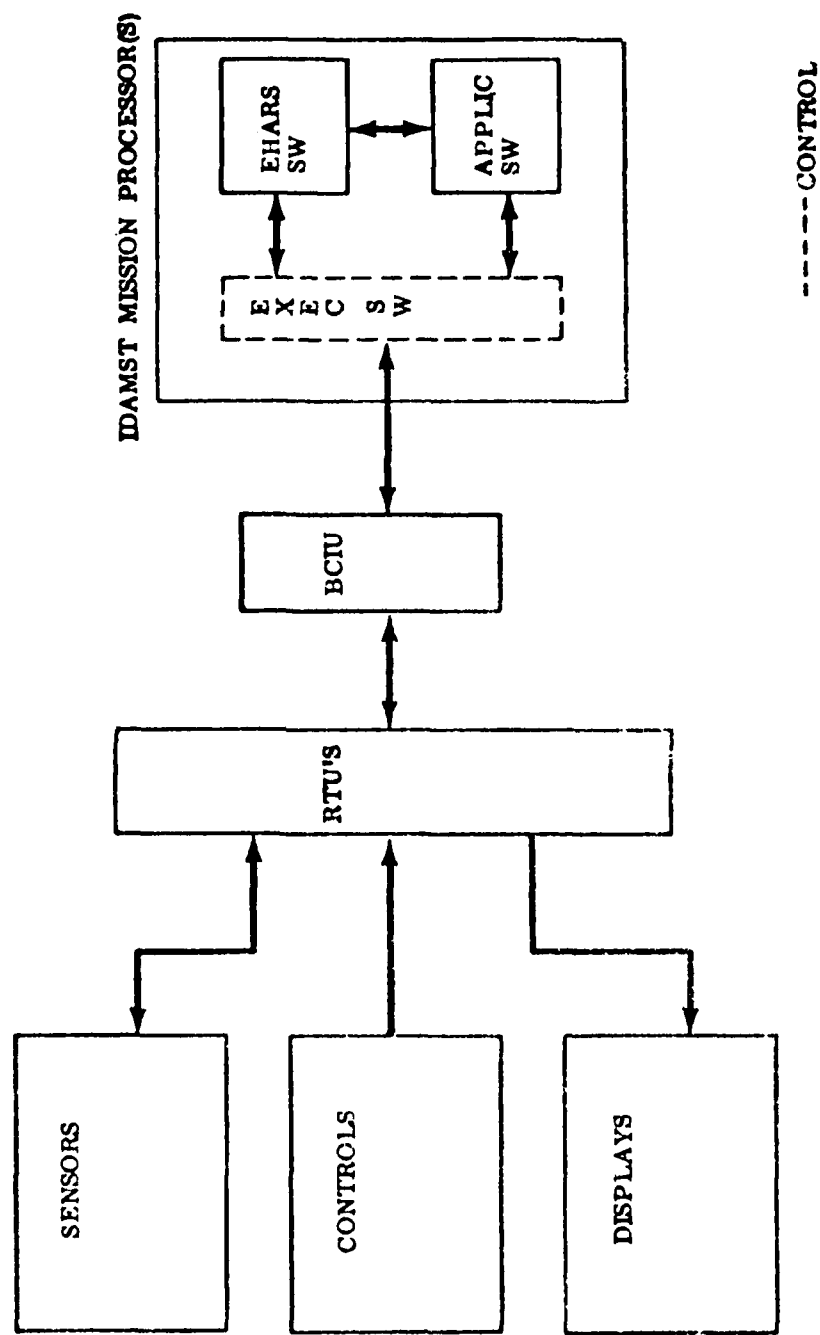 SENSORS
CONTROLS
DISPLAYS
RTU'S
BCIU
IDAMST MISSION PROCESSOR(S)
EXEC SW
EHARS
SW
APPLIC
SW
-----CONTROL